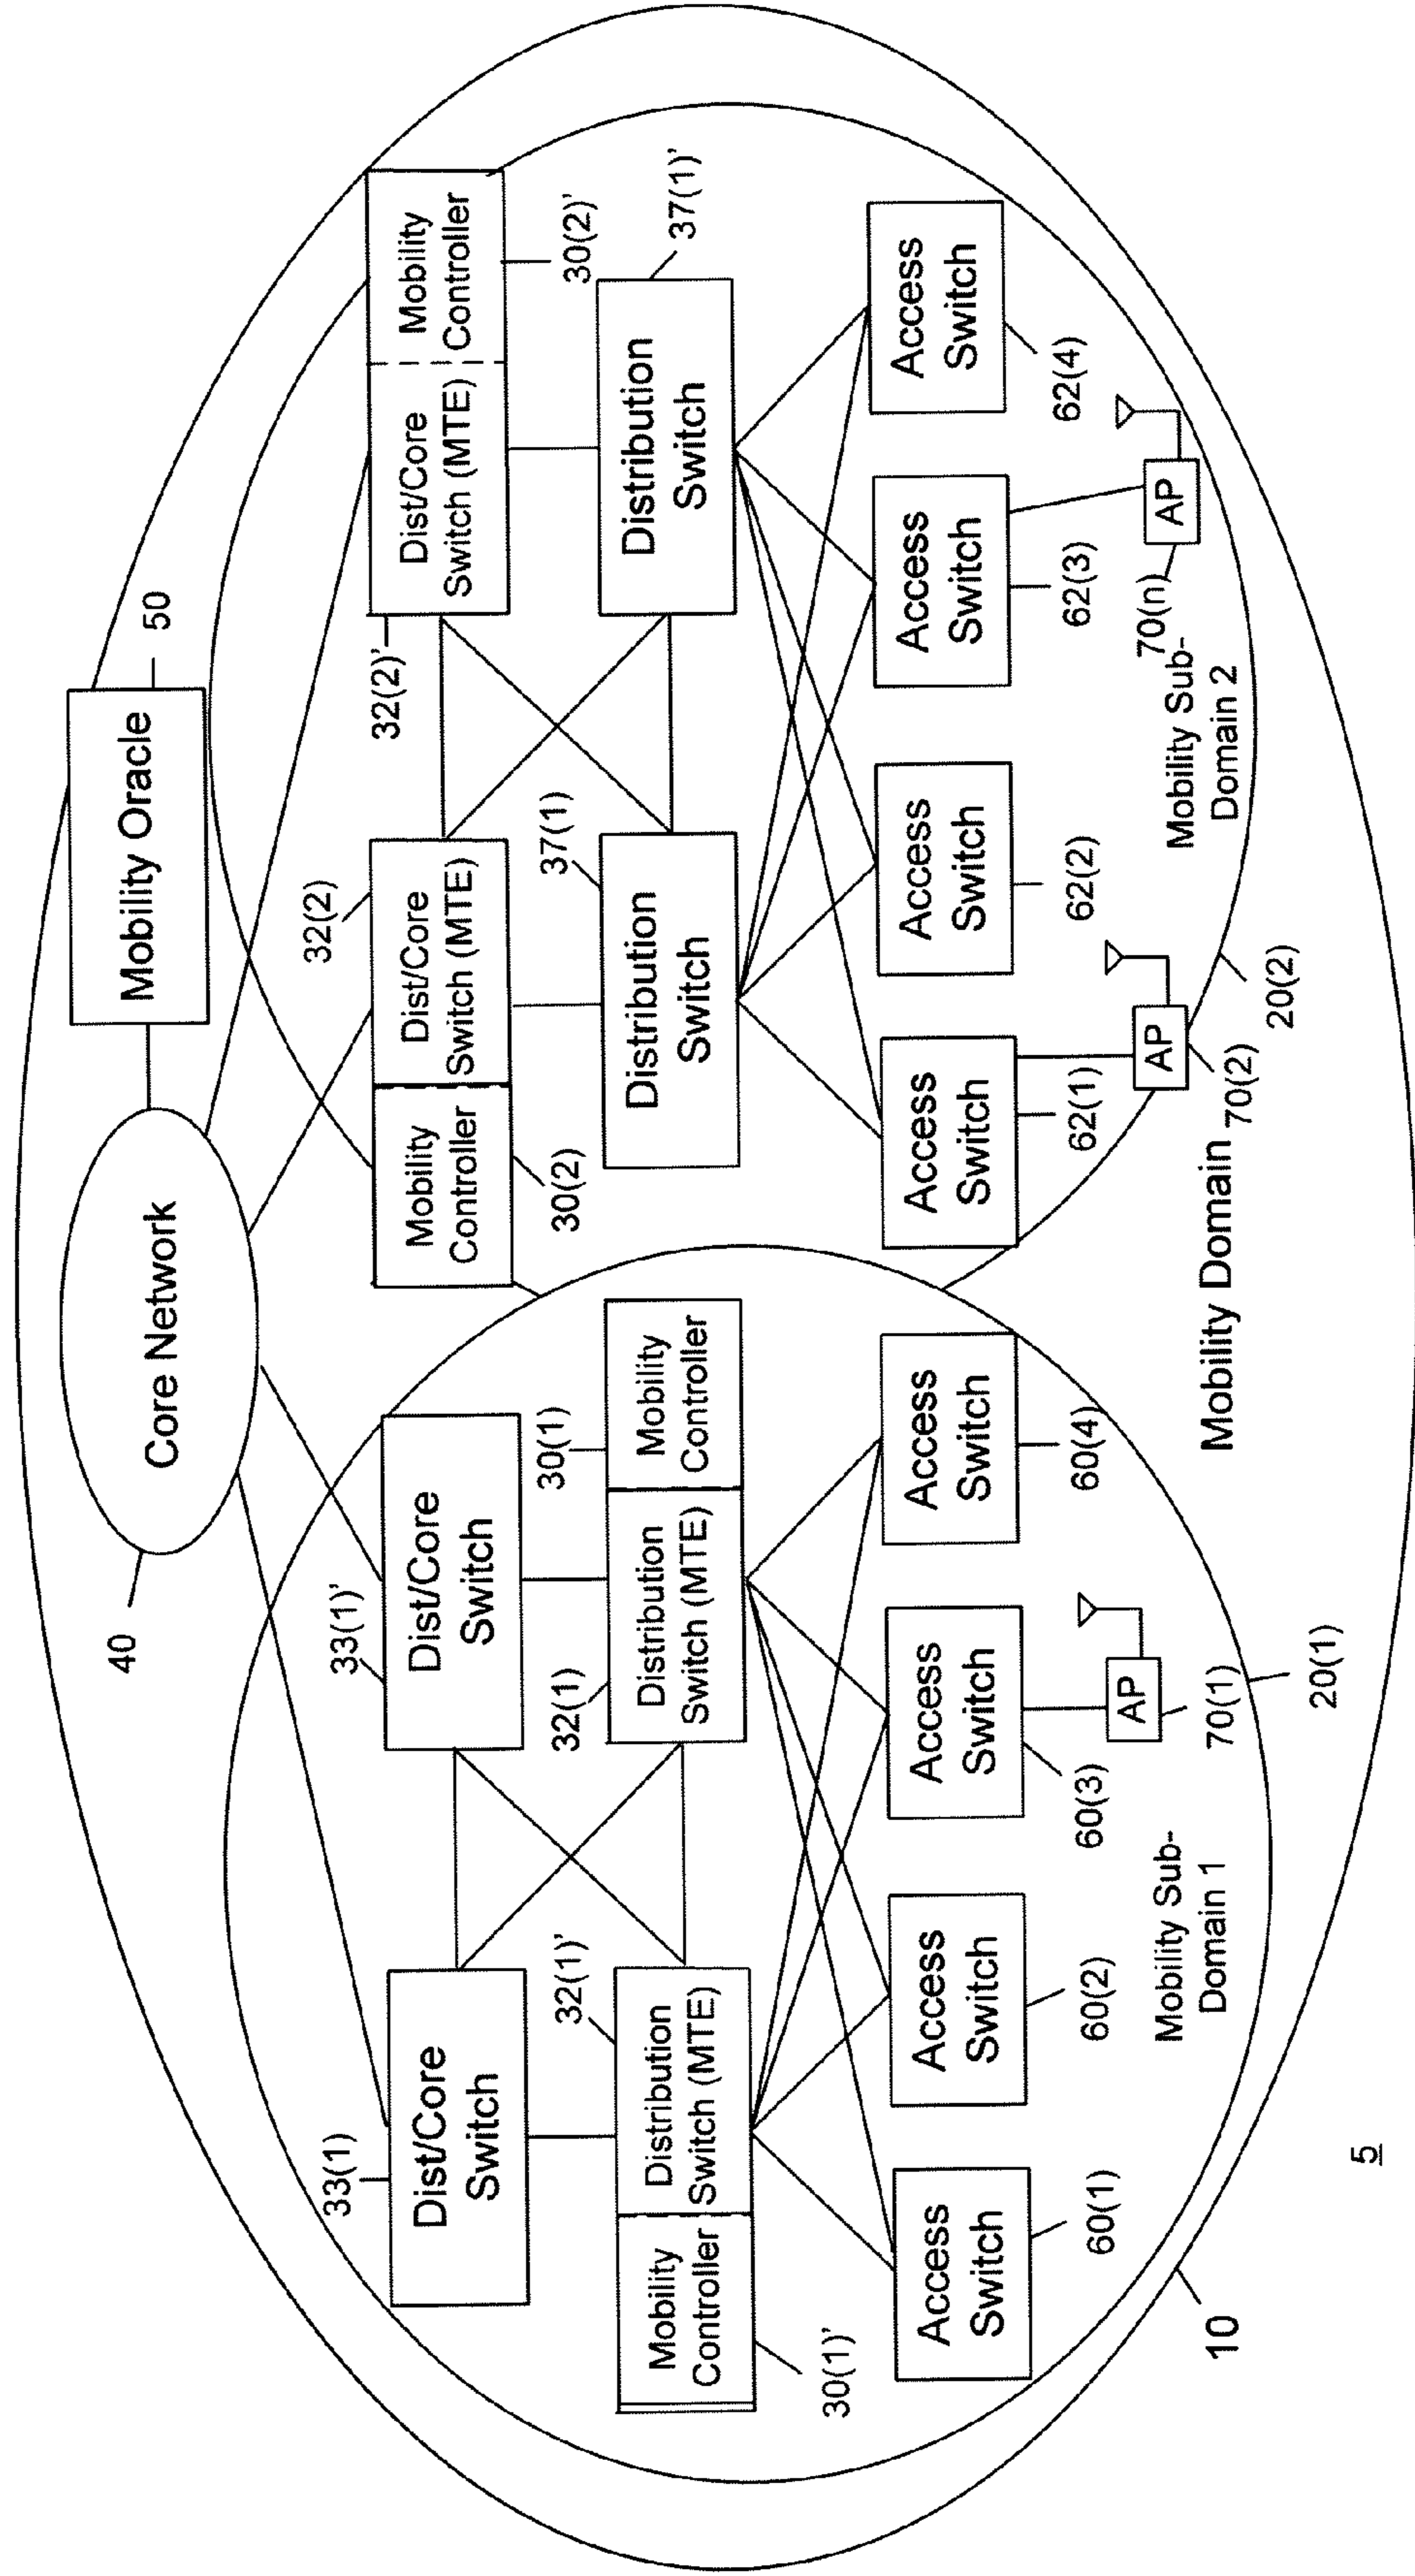 40
Core Network
Mobility Oracle
50
33(1)
Dist/Core
Switch
33(1)'
Dist/Core
Switch
Mobility
Controller
30(2)
Dist/Core
Switch (MTE)
32(2)
32(2)'
Dist/Core
Switch (MTE)
Mobility
Controller
30(2)'
30(1)'
Mobility
Controller
Distribution
Switch (MTE)
32(1)'
32(1)
Distribution
Switch (MTE)
Mobility
Controller
30(1)
Distribution
Switch
37(1)
Distribution
Switch
37(1)'
Access
Switch
60(1)
Access
Switch
60(2)
Access
Switch
60(3)
Access
Switch
60(4)
Access
Switch
62(1)
Access
Switch
62(2)
Access
Switch
62(3)
Access
Switch
62(4)
AP
70(1)
AP
70(2)
AP
70(n)
Mobility Sub-
Domain 1
20(1)
Mobility Sub-
Domain 2
20(2)
Mobility Domain
10
5